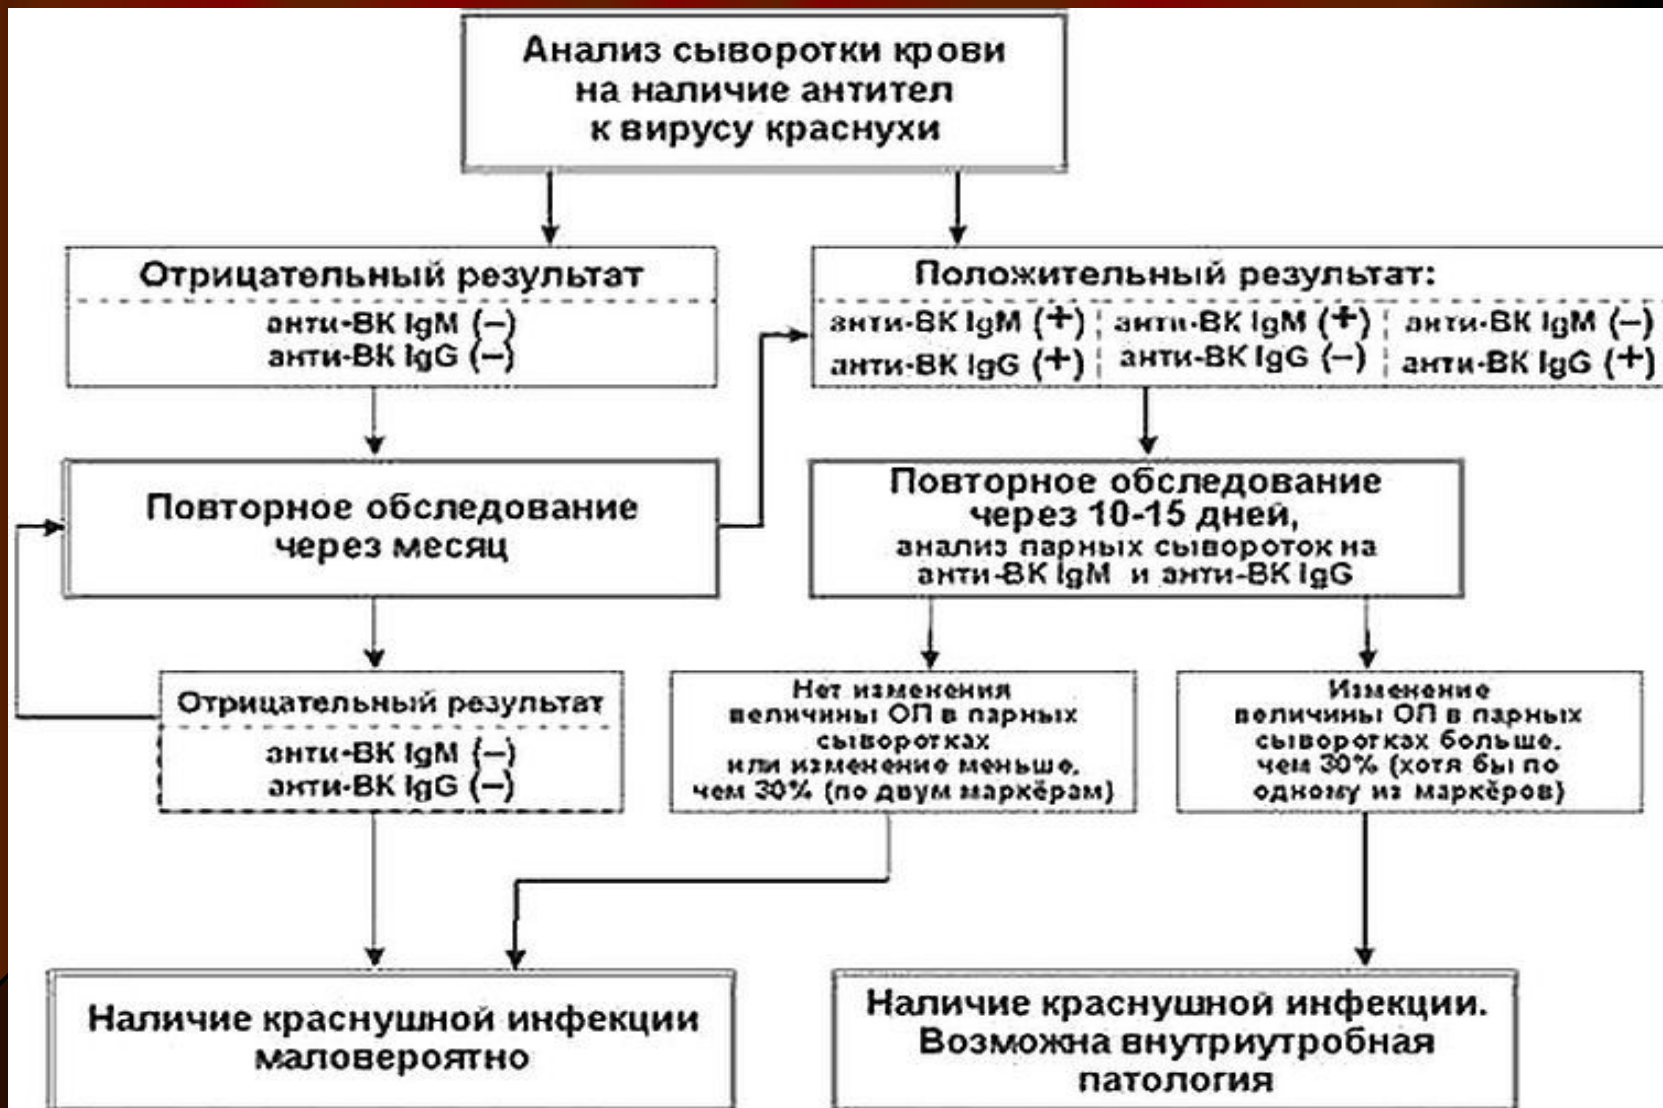 Анализ сыворотки крови
на наличие антител
к вирусу краснухи
Отрицательный результат
анти-ВК IgM (–)
анти-ВК IgG (–)
Положительный результат:
анти-ВК IgM (+)
анти-ВК IgG (+)
анти-ВК IgM (+)
анти-ВК IgG (–)
анти-ВК IgM (–)
анти-ВК IgG (+)
Повторное обследование
через месяц
Повторное обследование
через 10-15 дней,
анализ парных сывороток на
анти-ВК IgM и анти-ВК IgG
Отрицательный результат
анти-ВК IgM (–)
анти-ВК IgG (–)
Нет изменения
величины ОП в парных
сыворотках
или изменение меньше,
чем 30% (по двум маркёрам)
Изменение
величины ОП в парных
сыворотках больше,
чем 30% (хотя бы по
одному из маркёров)
Наличие краснушной инфекции
маловероятно
Наличие краснушной инфекции.
Возможна внутриутробная
патология